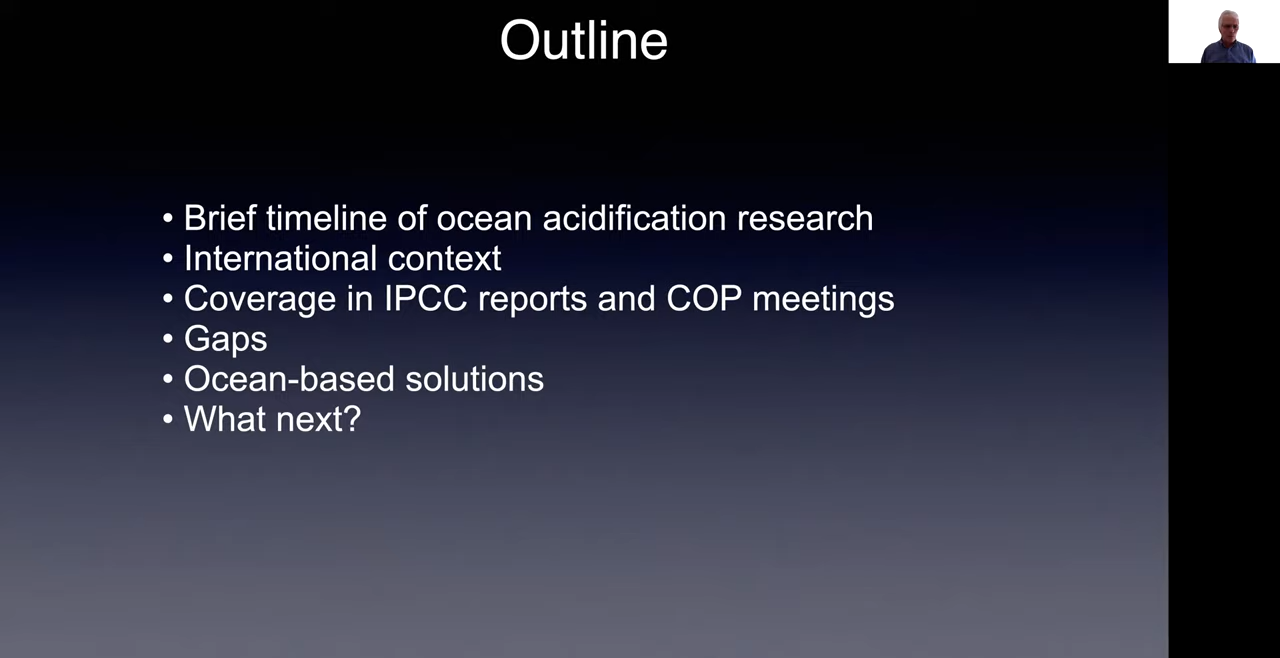 Outline
• Brief timeline of ocean acidification research
• International context
• Coverage in IPCC reports and COP meetings
• Gaps
• Ocean-based solutions
• What next?